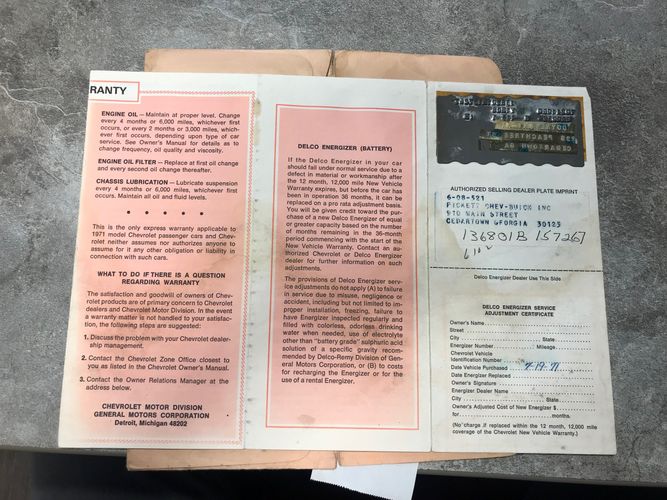 RANTY
ENGINE OIL — Maintain at proper level. Change
every 4 months or 6,000 miles, whichever first
occurs, or every 2 months or 3,000 miles, which-
ever first occurs, depending upon type of car
service. See Owner's Manual for details as to
change frequency, oil quality and viscosity.
ENGINE OIL FILTER — Replace at first oil change
and every second oil change thereafter.
CHASSIS LUBRICATION — Lubricate suspension
every 4 months or 6,000 miles, whichever first
occurs. Maintain all oil and fluid levels.
• • • • •
This is the only express warranty applicable to
1971 model Chevrolet passenger cars and Chev-
rolet neither assumes nor authorizes anyone to
assume for it any other obligation or liability in
connection with such cars.
WHAT TO DO IF THERE IS A QUESTION
REGARDING WARRANTY
The satisfaction and goodwill of owners of Chev-
rolet products are of primary concern to Chevrolet
dealers and Chevrolet Motor Division. In the event
a warranty matter is not handled to your satisfac-
tion, the following steps are suggested:
1. Discuss the problem with your Chevrolet dealer-
ship management.
2. Contact the Chevrolet Zone Office closest to
you as listed in the Chevrolet Owner's Manual.
3. Contact the Owner Relations Manager at the
address below.
CHEVROLET MOTOR DIVISION
GENERAL MOTORS CORPORATION
Detroit, Michigan 48202
DELCO ENERGIZER (BATTERY)
If the Delco Energizer in your car
should fail under normal service due to a
defect in material or workmanship after
the 12 month, 12,000 mile New Vehicle
Warranty expires, but before the car has
been in operation 36 months, it can be
replaced on a pro rata adjustment basis.
You will be given credit toward the pur-
chase of a new Delco Energizer of equal
or greater capacity based on the number
of months remaining in the 36-month
period commencing with the start of the
New Vehicle Warranty. Contact an au-
thorized Chevrolet or Delco Energizer
dealer for further information on such
adjustments.
The provisions of Delco Energizer serv-
ice adjustments do not apply (A) to failure
in service due to misuse, negligence or
accident, including but not limited to im-
proper installation, freezing, failure to
have Energizer inspected regularly and
filled with colorless, odorless drinking
water when needed, use of electrolyte
other than "battery grade" sulphuric acid
solution of a specific gravity recom-
mended by Delco-Remy Division of Gen-
eral Motors Corporation, or (B) to costs
for recharging the Energizer or for the
use of a rental Energizer.
AUTHORIZED SELLING DEALER PLATE IMPRINT
6-08-521
PICKETT CHEV-BUICK INC
910 MAIN STREET
CEDARTOWN GEORGIA 30125
136801B 157267
Delco Energizer Dealer Use This Side
DELCO ENERGIZER SERVICE
ADJUSTMENT CERTIFICATE
Owner's Name
Street
City State
Energizer Number Mileage
Chevrolet Vehicle
Identification Number
Date Vehicle Purchased 7-19-71
Date Energizer Replaced
Owner's Signature
Energizer Dealer Name
City State
Owner's Adjusted Cost of New Energizer $
for months.
(No charge if replaced within the 12 month, 12,000 mile
coverage of the Chevrolet New Vehicle Warranty.)